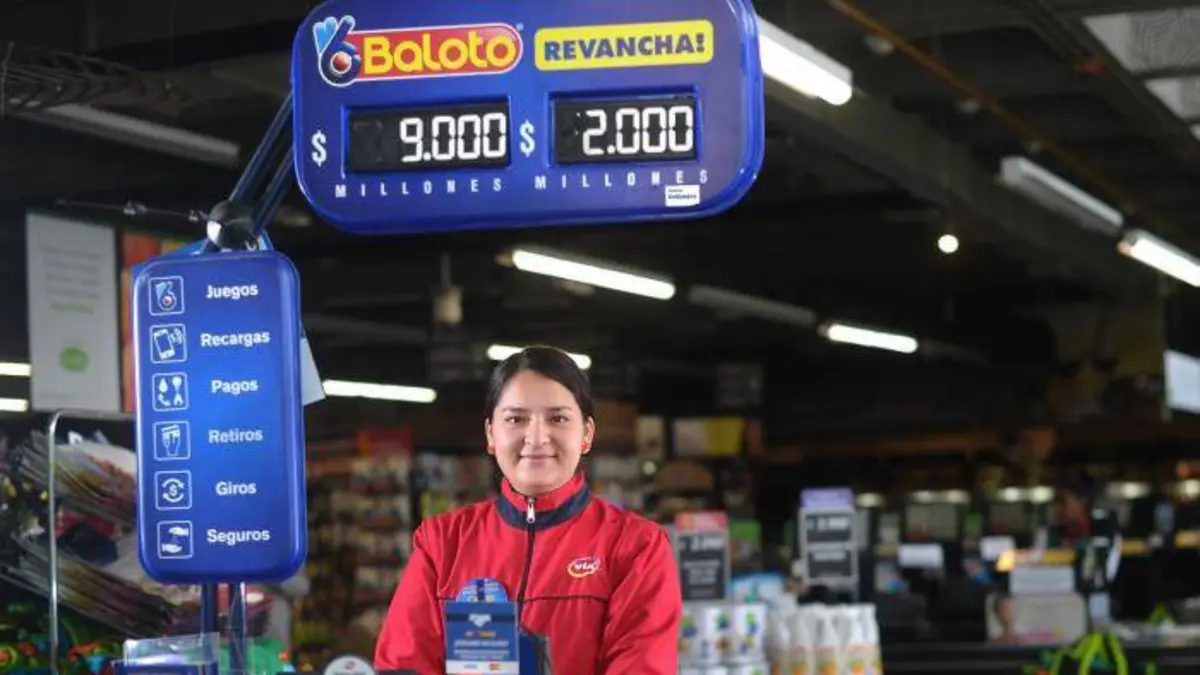 Baloto
REVANCHA!
$ 9.000
$ 2.000
MILLONES
MILLONES
Juegos
Recargas
Pagos
Retiros
Giros
Seguros